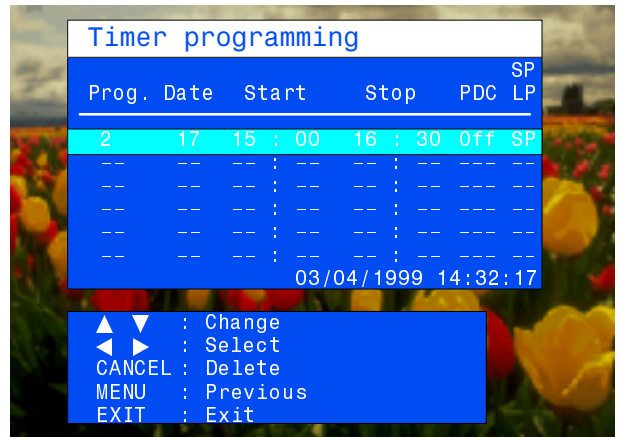 Timer programming
SP
Prog. Date Start Stop PDC LP
2 17 15 : 00 16 : 30 Off SP
-- -- -- : -- -- : -- --- --
-- -- -- : -- -- : -- --- --
-- -- -- : -- -- : -- --- --
-- -- -- : -- -- : -- --- --
-- -- -- : -- -- : -- --- --
03/04/1999 14:32:17
▲ ▼ : Change
◀ ▶ : Select
CANCEL : Delete
MENU : Previous
EXIT : Exit